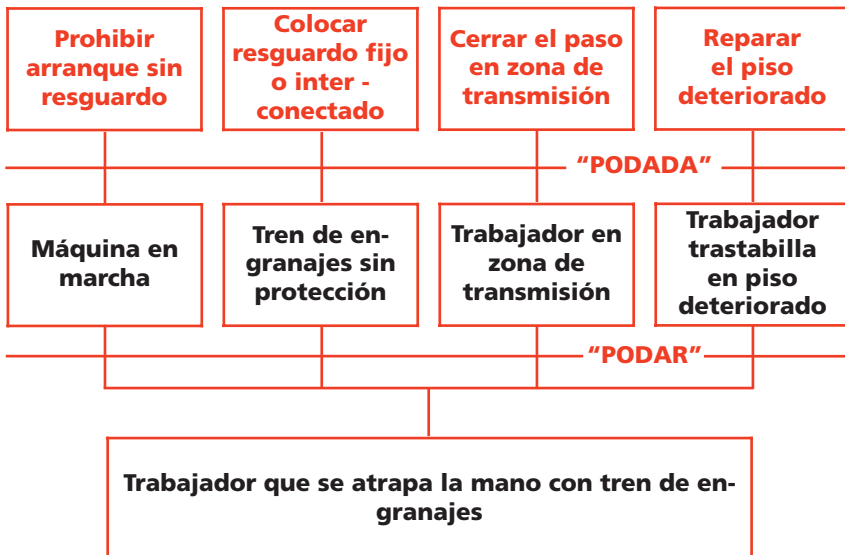 Prohibir
arranque sin
resguardo
Colocar
resguardo fijo
o inter -
conectado
Cerrar el paso
en zona de
transmisión
Reparar
el piso
deteriorado
“PODADA”
Máquina en
marcha
Tren de en-
granajes sin
protección
Trabajador en
zona de
transmisión
Trabajador
trastabilla
en piso
deteriorado
“PODAR”
Trabajador que se atrapa la mano con tren de en-
granajes